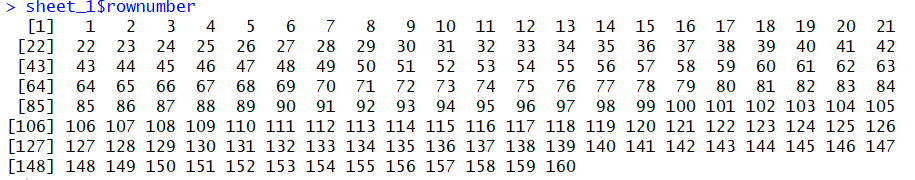 > sheet_1$rownumber
[1] 1 2 3 4 5 6 7 8 9 10 11 12 13 14 15 16 17 18 19 20 21
[22] 22 23 24 25 26 27 28 29 30 31 32 33 34 35 36 37 38 39 40 41 42
[43] 43 44 45 46 47 48 49 50 51 52 53 54 55 56 57 58 59 60 61 62 63
[64] 64 65 66 67 68 69 70 71 72 73 74 75 76 77 78 79 80 81 82 83 84
[85] 85 86 87 88 89 90 91 92 93 94 95 96 97 98 99 100 101 102 103 104 105
[106] 106 107 108 109 110 111 112 113 114 115 116 117 118 119 120 121 122 123 124 125 126
[127] 127 128 129 130 131 132 133 134 135 136 137 138 139 140 141 142 143 144 145 146 147
[148] 148 149 150 151 152 153 154 155 156 157 158 159 160